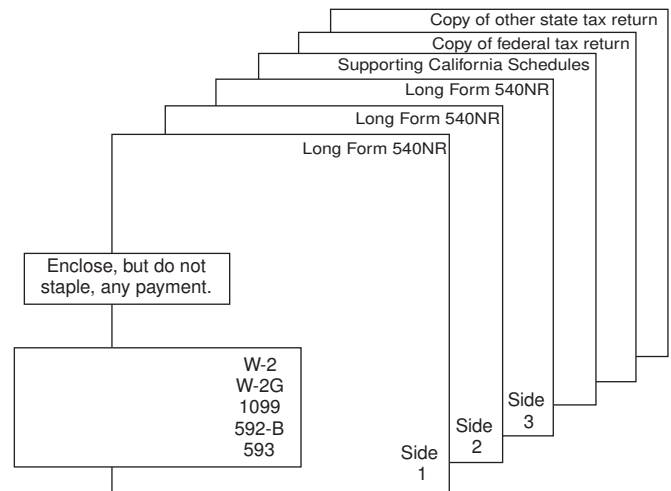 Copy of other state tax return
Copy of federal tax return
Supporting California Schedules
Long Form 540NR
Long Form 540NR
Long Form 540NR
Enclose, but do not
staple, any payment.
W-2
W-2G
1099
592-B
593
Side
1
Side
2
Side
3